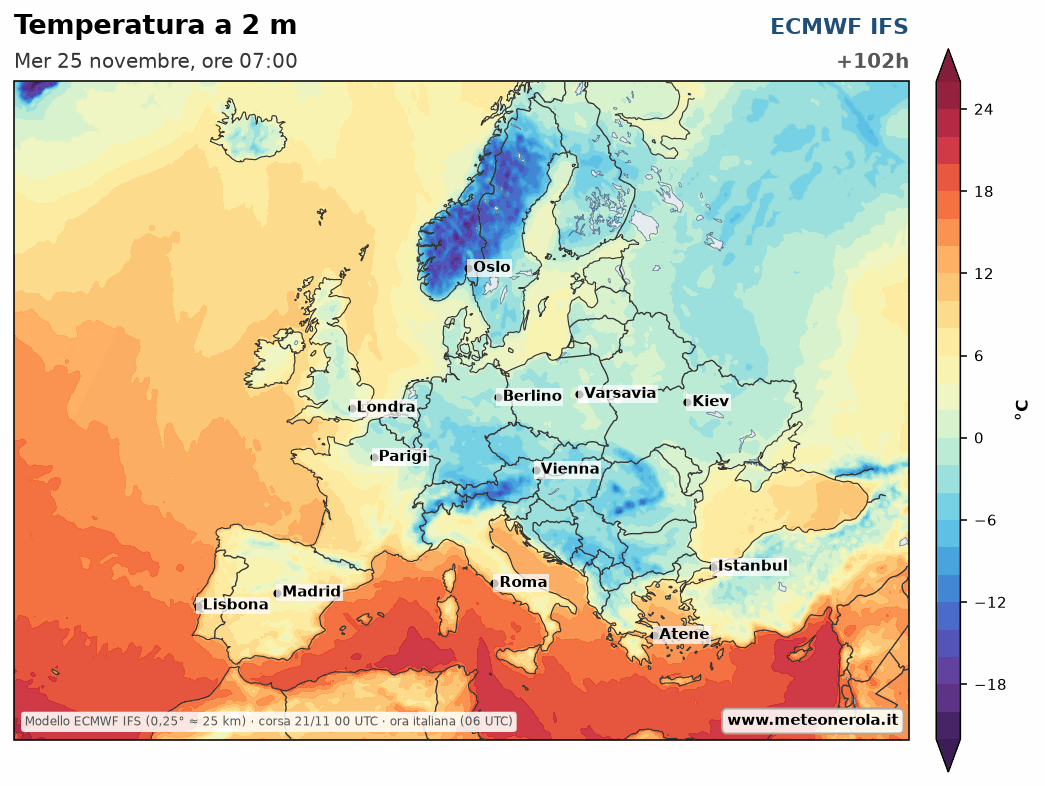 Temperatura a 2 m
ECMWF IFS
Mer 25 novembre, ore 07:00
+102h
24
18
12
6
0
−6
−12
−18
°C
Oslo
Berlino
Varsavia
Kiev
Londra
Parigi
Vienna
Istanbul
Roma
Madrid
Lisbona
Atene
Modello ECMWF IFS (0,25° ≈ 25 km) · corsa 21/11 00 UTC · ora italiana (06 UTC)
www.meteonerola.it